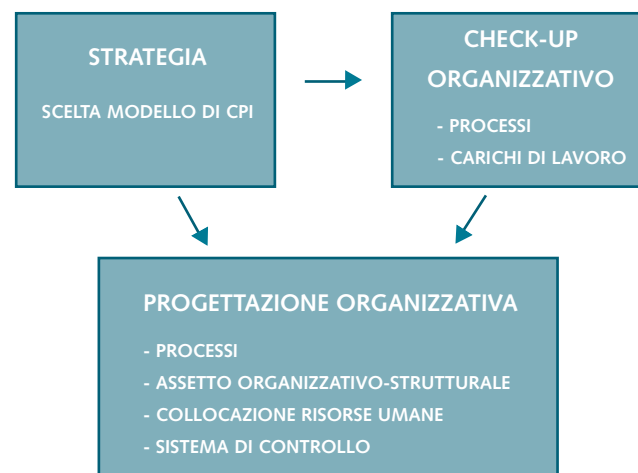 STRATEGIA
SCELTA MODELLO DI CPI
CHECK-UP
ORGANIZZATIVO
- PROCESSI
- CARICHI DI LAVORO
PROGETTAZIONE ORGANIZZATIVA
- PROCESSI
- ASSETTO ORGANIZZATIVO-STRUTTURALE
- COLLOCAZIONE RISORSE UMANE
- SISTEMA DI CONTROLLO